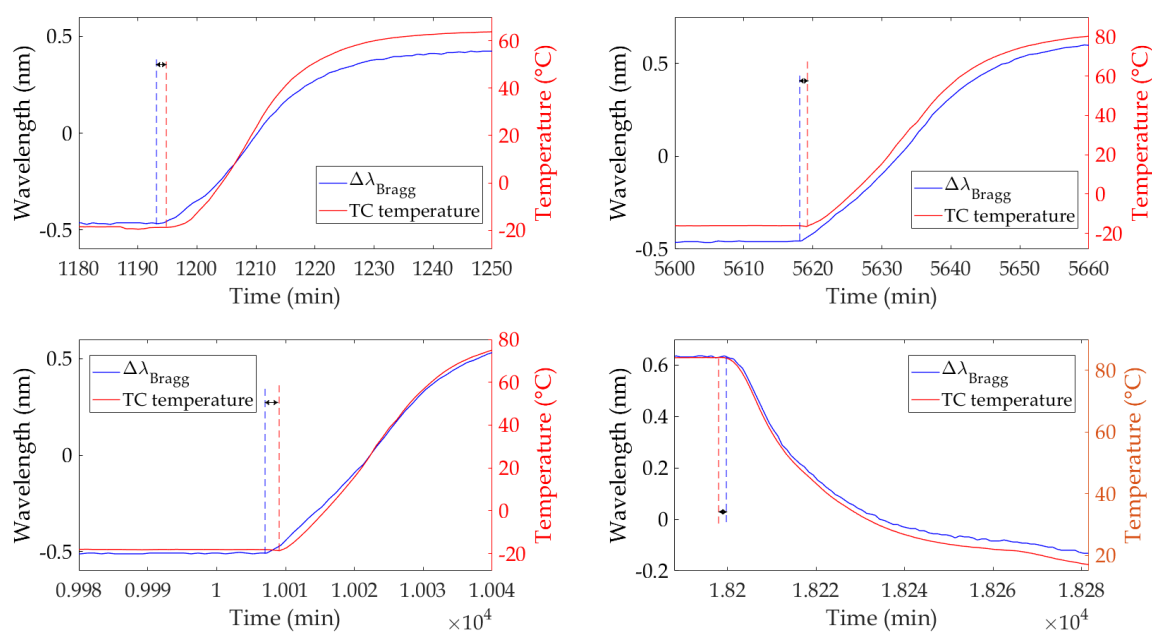 0.5
0
-0.5
Wavelength (nm)
60
40
20
0
-20
Temperature (°C)
ΔλBragg
TC temperature
1180 1190 1200 1210 1220 1230 1240 1250
Time (min)
0.5
0
-0.5
Wavelength (nm)
80
60
40
20
0
-20
Temperature (°C)
ΔλBragg
TC temperature
5600 5610 5620 5630 5640 5650 5660
Time (min)
0.5
0
-0.5
Wavelength (nm)
80
60
40
20
0
-20
Temperature (°C)
ΔλBragg
TC temperature
0.998 0.999 1 1.001 1.002 1.003 1.004
×10⁴
Time (min)
0.6
0.4
0.2
0
-0.2
Wavelength (nm)
80
60
40
20
Temperature (°C)
ΔλBragg
TC temperature
1.82 1.822 1.824 1.826 1.82
×10⁴
Time (min)